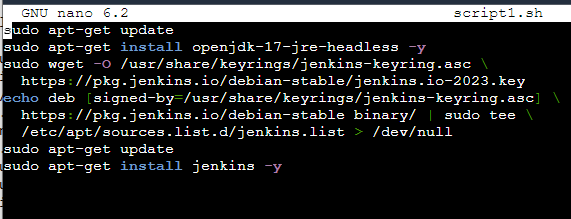 GNU nano 6.2 script1.sh
sudo apt-get update
sudo apt-get install openjdk-17-jre-headless -y
sudo wget -O /usr/share/keyrings/jenkins-keyring.asc \
  https://pkg.jenkins.io/debian-stable/jenkins.io-2023.key
echo deb [signed-by=/usr/share/keyrings/jenkins-keyring.asc] \
  https://pkg.jenkins.io/debian-stable binary/ | sudo tee \
  /etc/apt/sources.list.d/jenkins.list > /dev/null
sudo apt-get update
sudo apt-get install jenkins -y